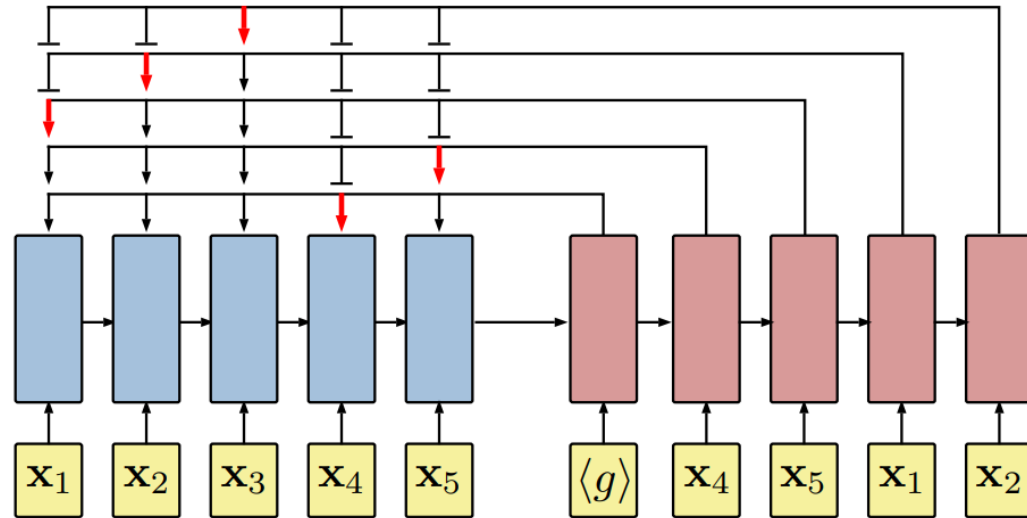 x₁ x₂ x₃ x₄ x₅ ⟨g⟩ x₄ x₅ x₁ x₂